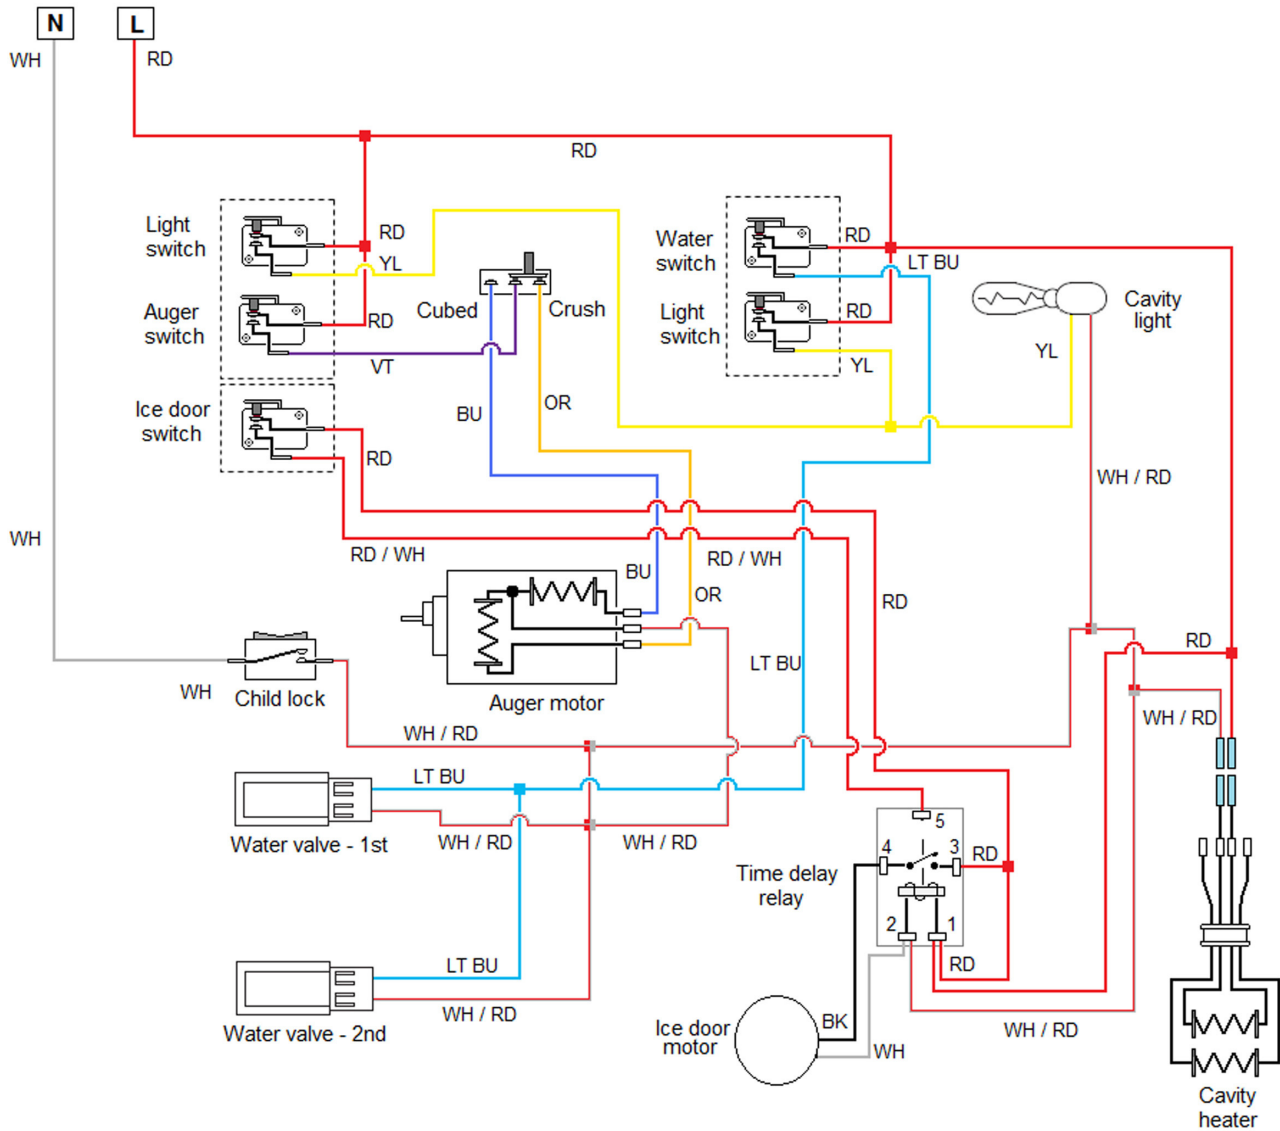 N
L
WH
RD
RD
Light
switch
RD
YL
Auger
switch
RD
VT
Cubed
Crush
Water
switch
RD
LT BU
Light
switch
RD
YL
Cavity
light
YL
Ice door
switch
RD
BU
OR
WH / RD
WH
RD / WH
RD / WH
BU
OR
RD
Auger motor
LT BU
RD
WH
Child lock
WH / RD
WH / RD
LT BU
Water valve - 1st
WH / RD
WH / RD
Time delay
relay
5
4
3
RD
2
1
RD
LT BU
WH / RD
Water valve - 2nd
Ice door
motor
BK
WH
WH / RD
Cavity
heater